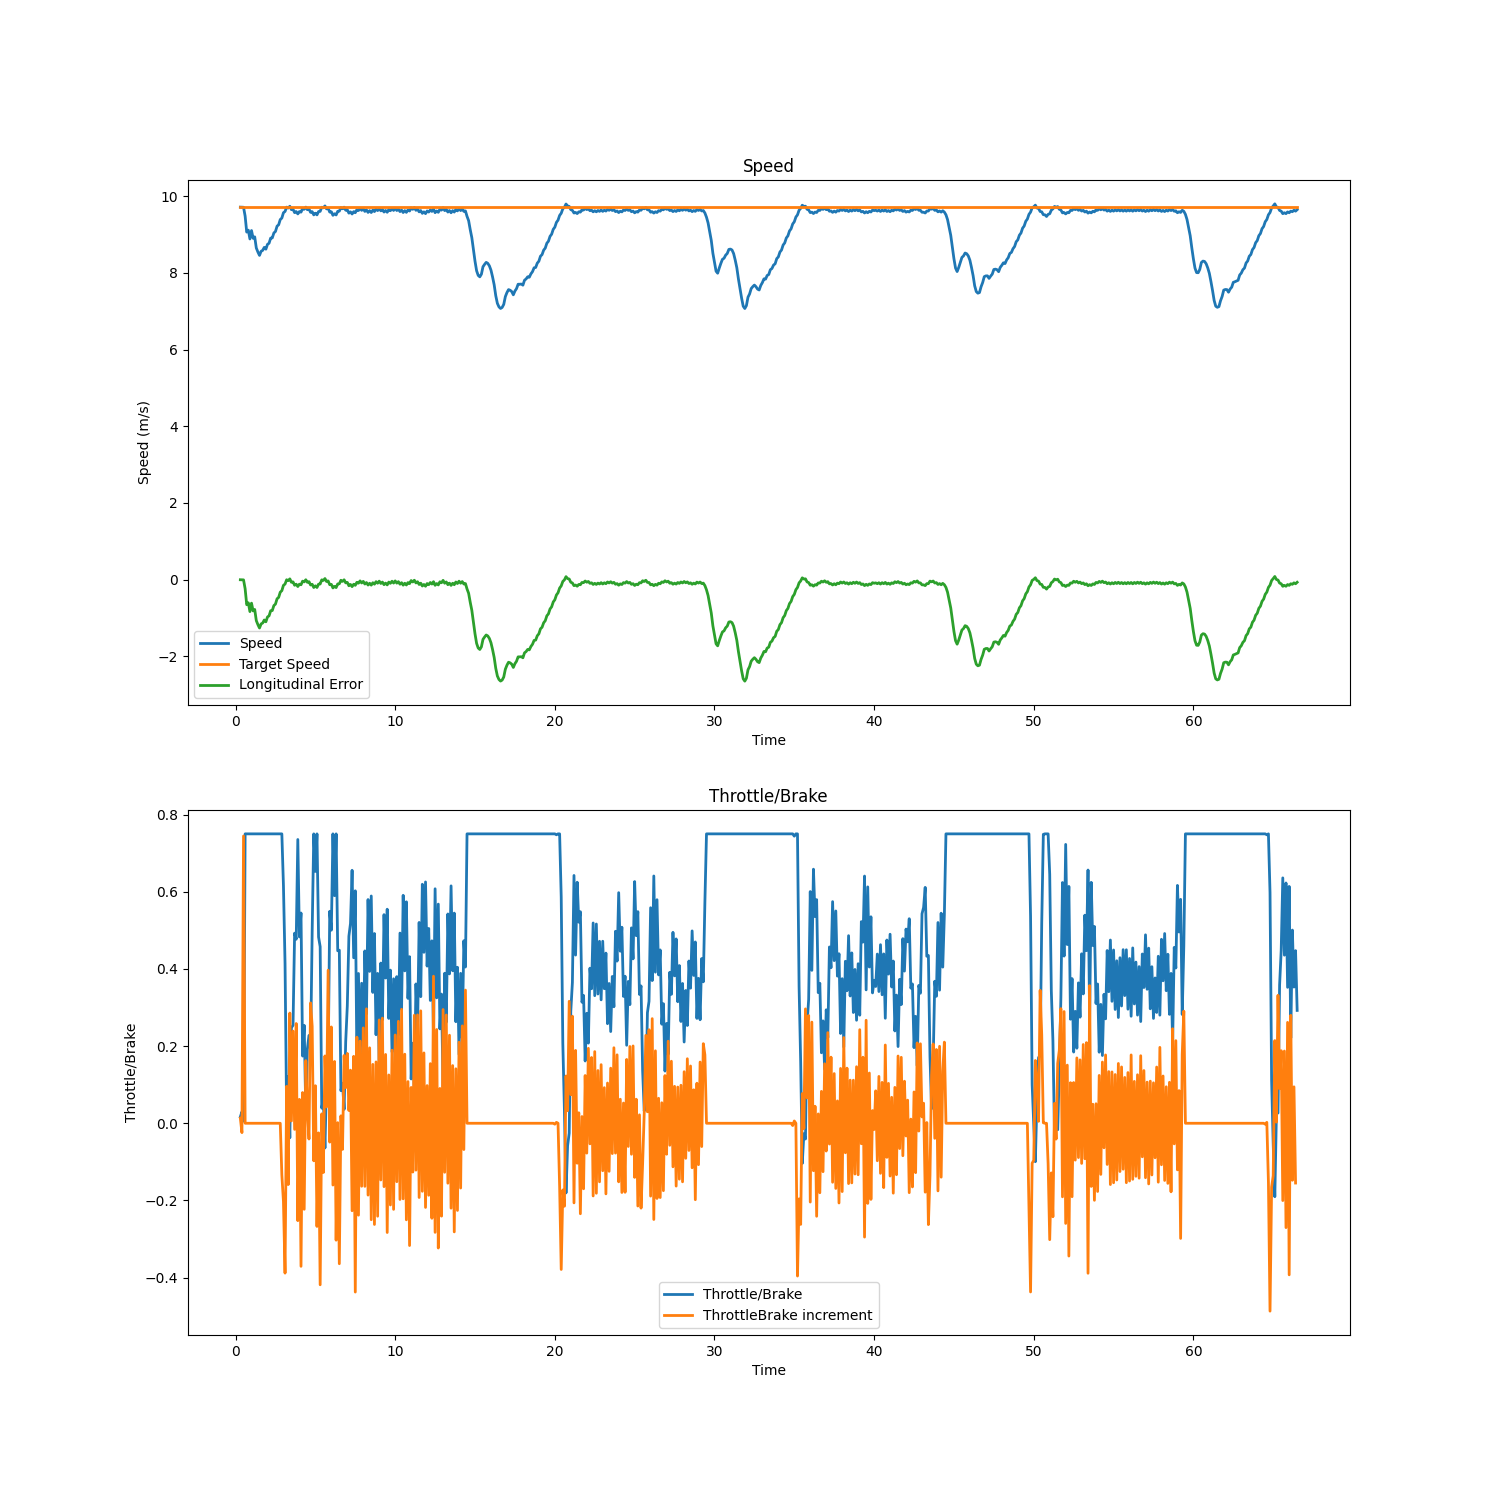 Speed
10
8
6
4
2
0
−2
Speed (m/s)
Speed
Target Speed
Longitudinal Error
0 10 20 30 40 50 60
Time
Throttle/Brake
0.8
0.6
0.4
0.2
0.0
−0.2
−0.4
Throttle/Brake
Throttle/Brake
ThrottleBrake increment
0 10 20 30 40 50 60
Time